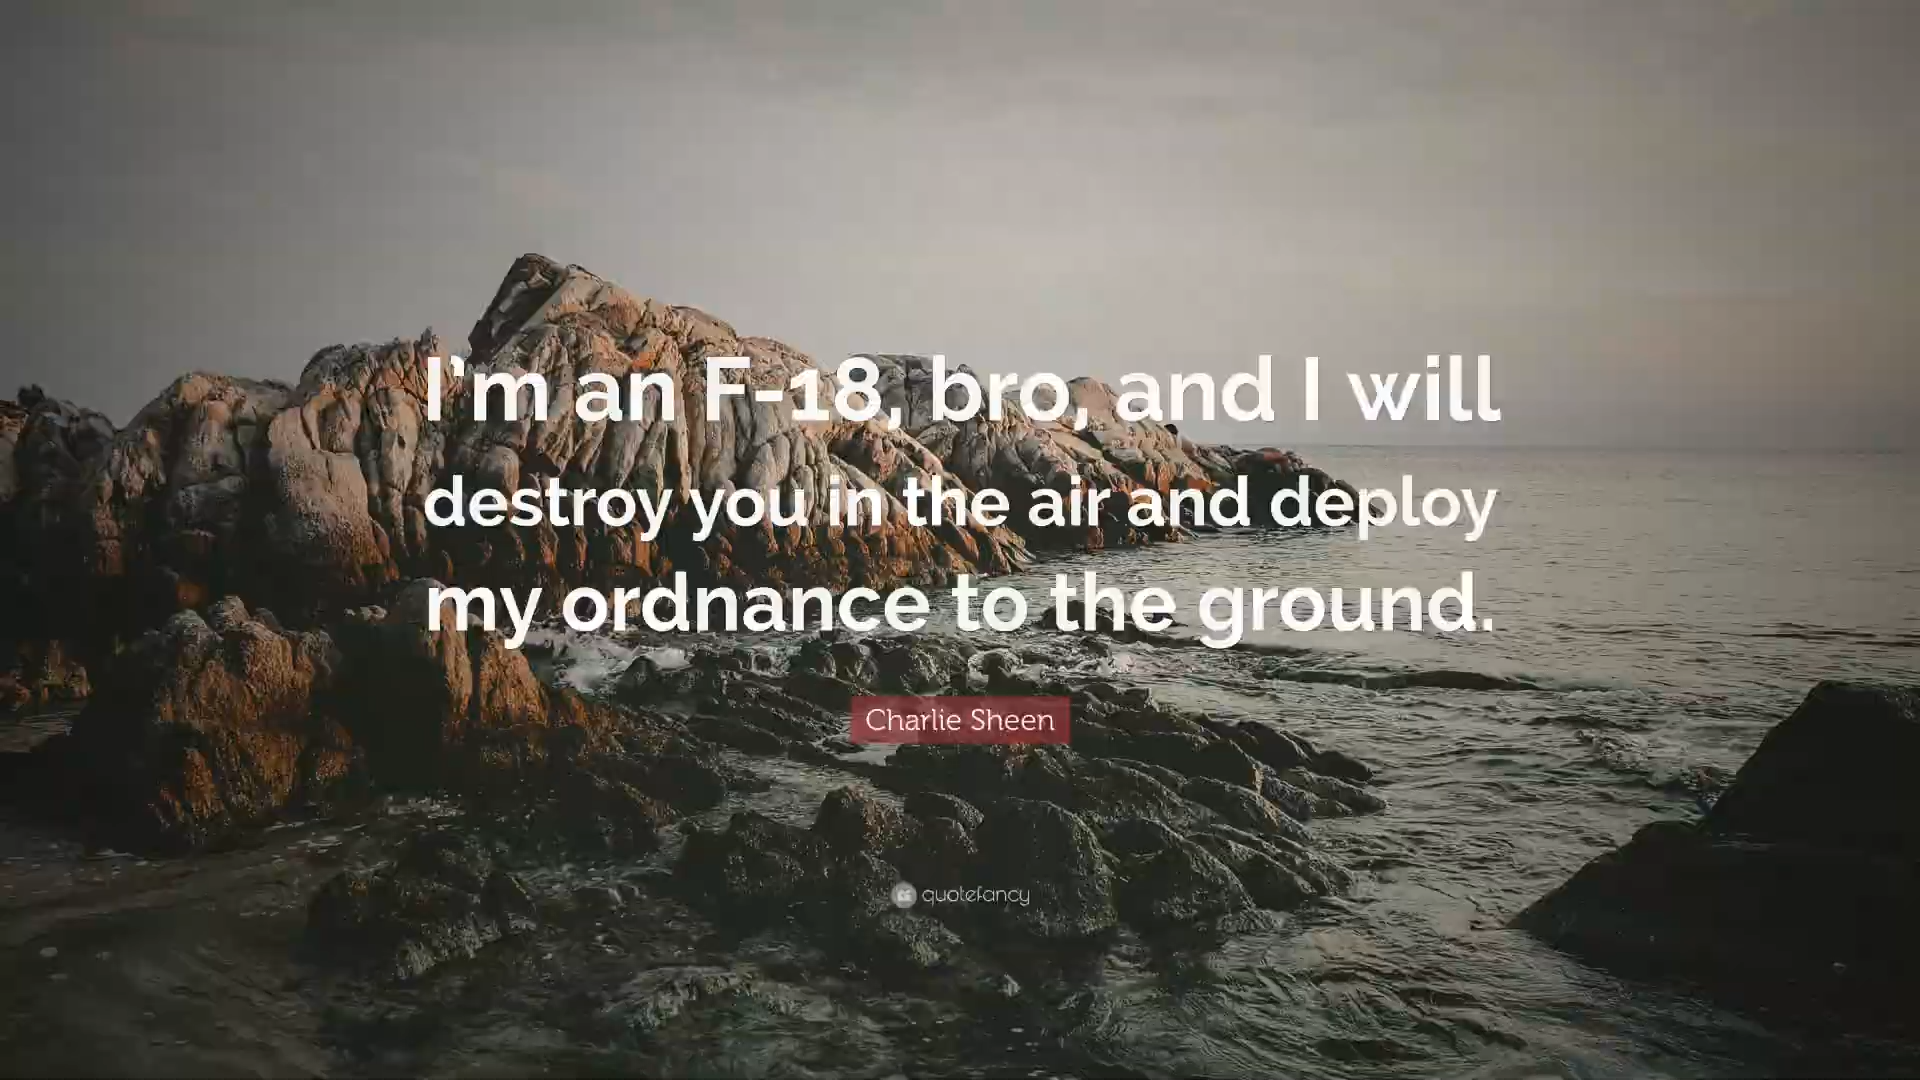 I’m an F-18, bro, and I will
destroy you in the air and deploy
my ordnance to the ground.
Charlie Sheen
quotefancy